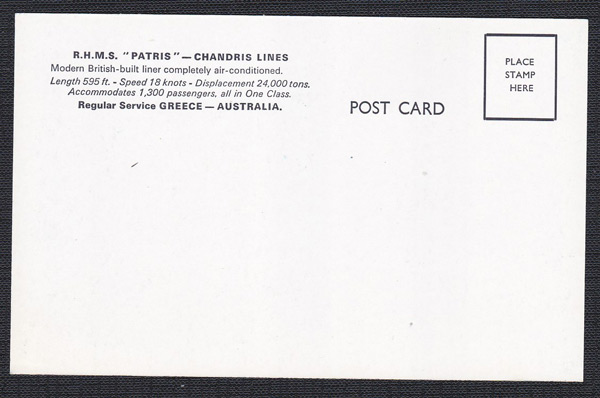 R.H.M.S. "PATRIS" — CHANDRIS LINES
Modern British-built liner completely air-conditioned.
Length 595 ft. - Speed 18 knots - Displacement 24,000 tons.
Accommodates 1,300 passengers, all in One Class.
Regular Service GREECE — AUSTRALIA.
POST CARD
PLACE
STAMP
HERE